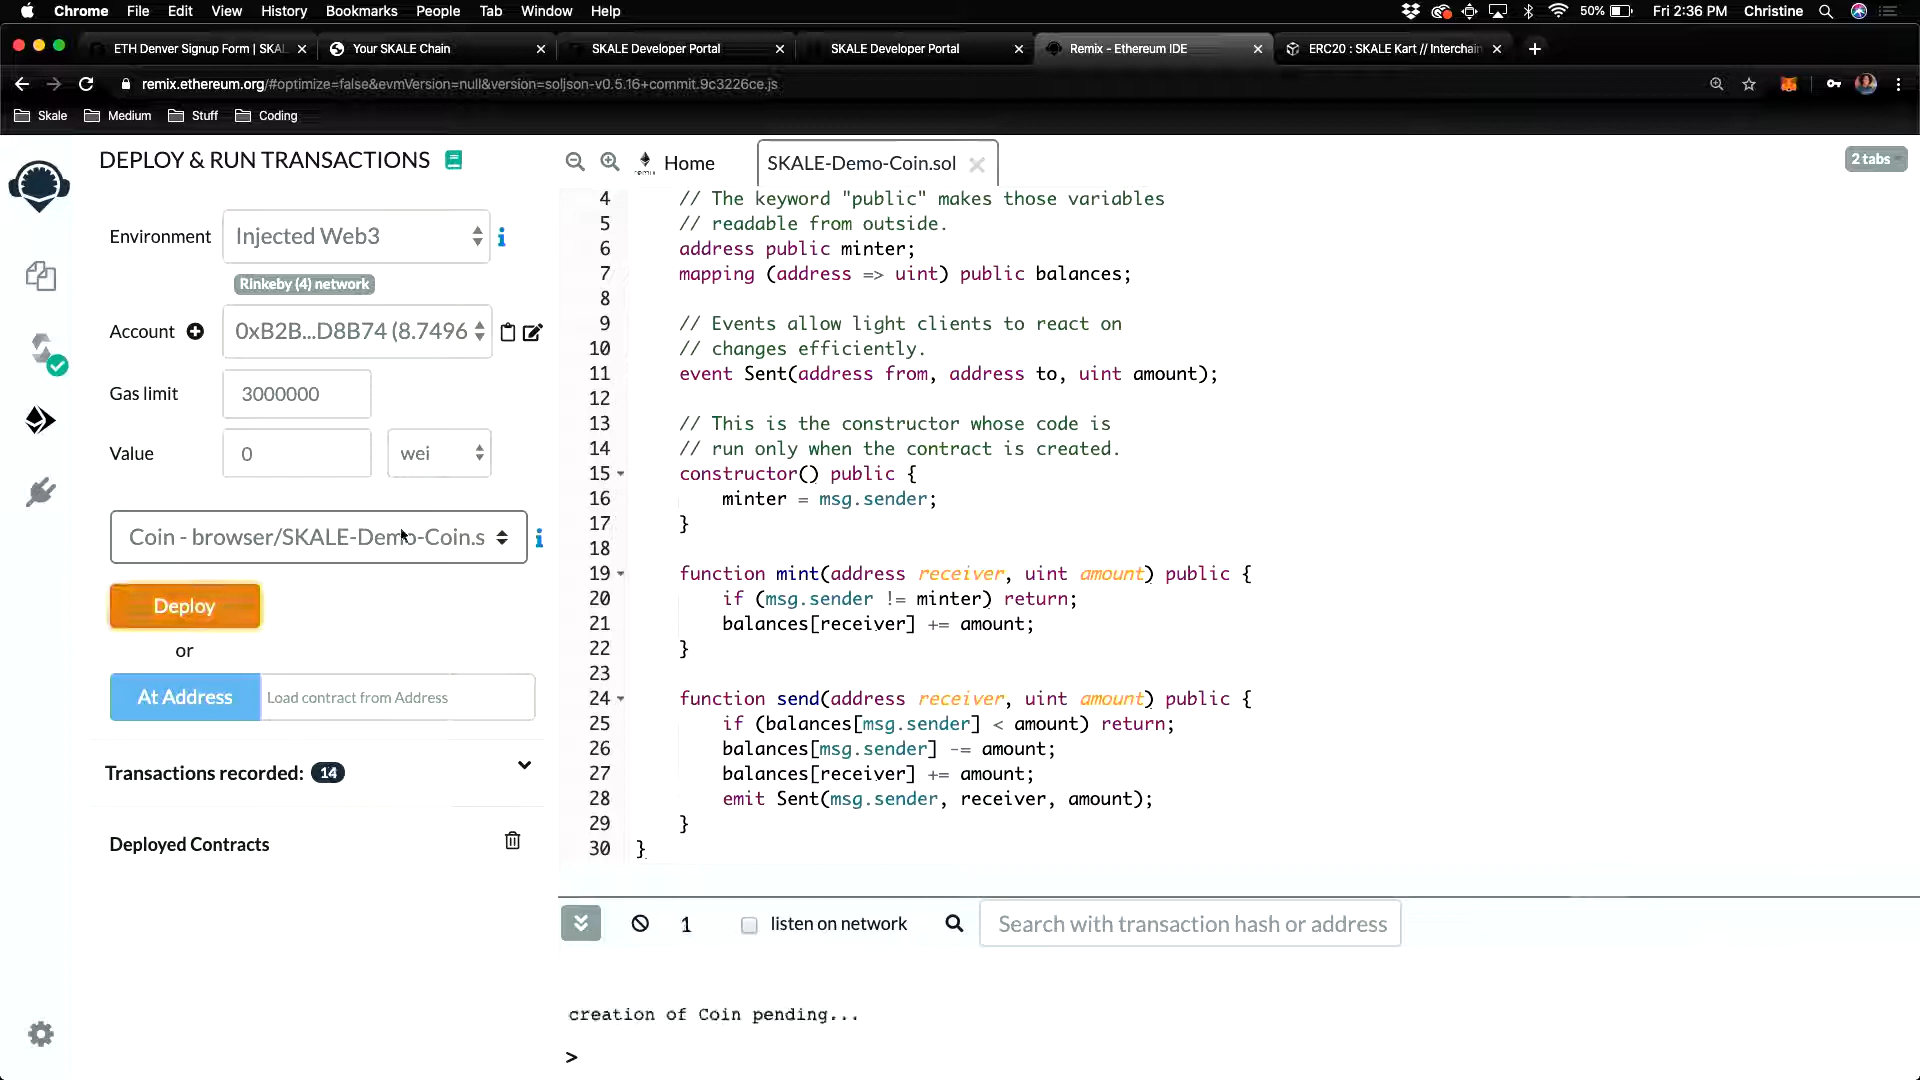 Chrome File Edit View History Bookmarks People Tab Window Help 50% Fri 2:36 PM Christine
ETH Denver Signup Form | SKAL Your SKALE Chain SKALE Developer Portal SKALE Developer Portal Remix - Ethereum IDE ERC20 : SKALE Kart // Interchain
remix.ethereum.org/#optimize=false&evmVersion=null&version=soljson-v0.5.16+commit.9c3226ce.js
Skale Medium Stuff Coding
DEPLOY & RUN TRANSACTIONS
Home SKALE-Demo-Coin.sol
2 tabs
Environment Injected Web3
Rinkeby (4) network
Account 0xB2B...D8B74 (8.7496
Gas limit 3000000
Value 0 wei
Coin - browser/SKALE-Demo-Coin.s
Deploy
or
At Address Load contract from Address
Transactions recorded: 14
Deployed Contracts
4 // The keyword "public" makes those variables
5 // readable from outside.
6 address public minter;
7 mapping (address => uint) public balances;
8
9 // Events allow light clients to react on
10 // changes efficiently.
11 event Sent(address from, address to, uint amount);
12
13 // This is the constructor whose code is
14 // run only when the contract is created.
15 constructor() public {
16 minter = msg.sender;
17 }
18
19 function mint(address receiver, uint amount) public {
20 if (msg.sender != minter) return;
21 balances[receiver] += amount;
22 }
23
24 function send(address receiver, uint amount) public {
25 if (balances[msg.sender] < amount) return;
26 balances[msg.sender] -= amount;
27 balances[receiver] += amount;
28 emit Sent(msg.sender, receiver, amount);
29 }
30 }
1 listen on network Search with transaction hash or address
creation of Coin pending...
>